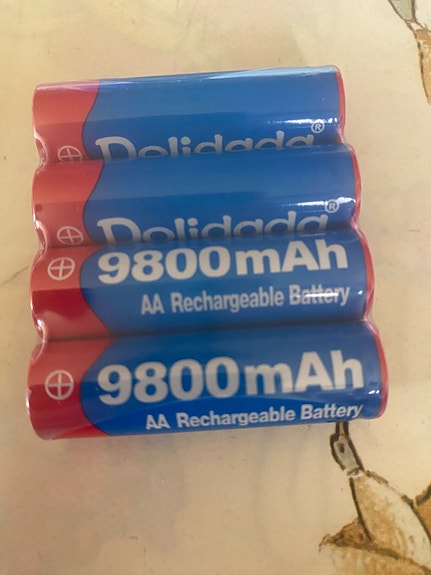 Dolidada®
Dolidada®
9800mAh
AA Rechargeable Battery
9800mAh
AA Rechargeable Battery